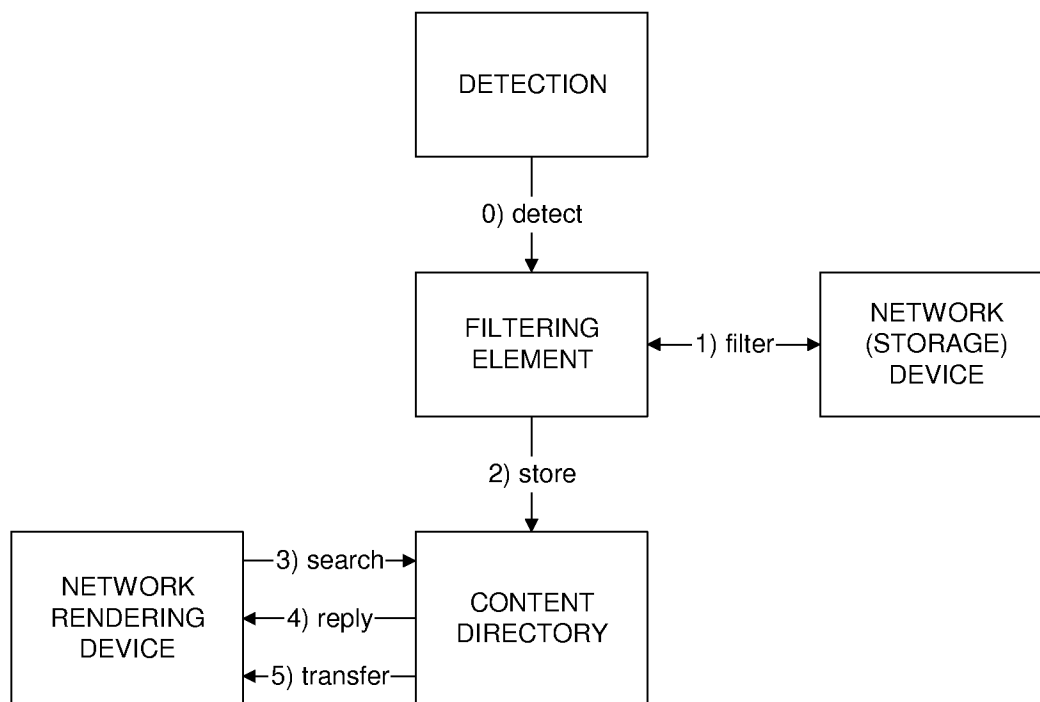 DETECTION
0) detect
FILTERING
ELEMENT
1) filter
NETWORK
(STORAGE)
DEVICE
2) store
NETWORK
RENDERING
DEVICE
3) search
4) reply
5) transfer
CONTENT
DIRECTORY